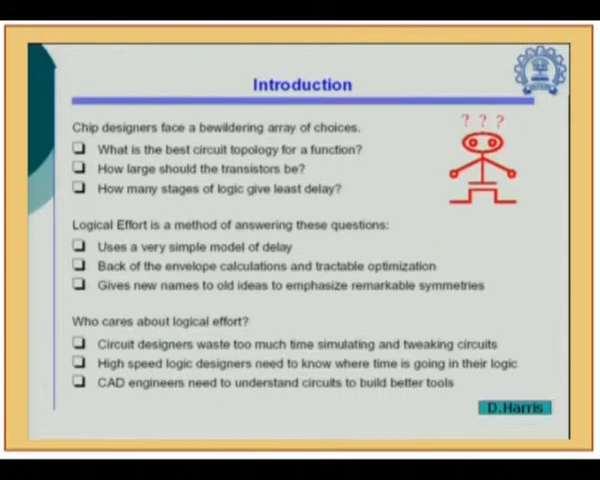 Introduction
Chip designers face a bewildering array of choices.
? ? ?
❏ What is the best circuit topology for a function?
❏ How large should the transistors be?
❏ How many stages of logic give least delay?
Logical Effort is a method of answering these questions:
❏ Uses a very simple model of delay
❏ Back of the envelope calculations and tractable optimization
❏ Gives new names to old ideas to emphasize remarkable symmetries
Who cares about logical effort?
❏ Circuit designers waste too much time simulating and tweaking circuits
❏ High speed logic designers need to know where time is going in their logic
❏ CAD engineers need to understand circuits to build better tools
D.Harris